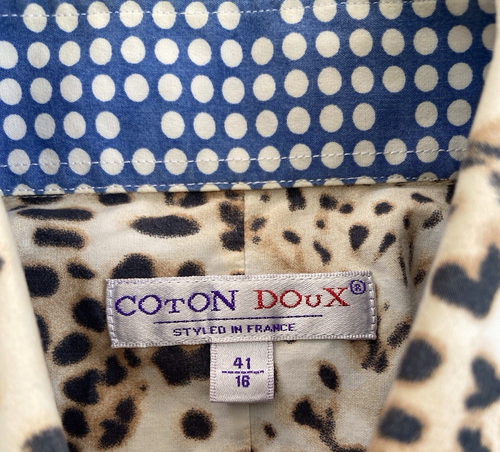 COTON DOUX®
STYLED IN FRANCE
41
16